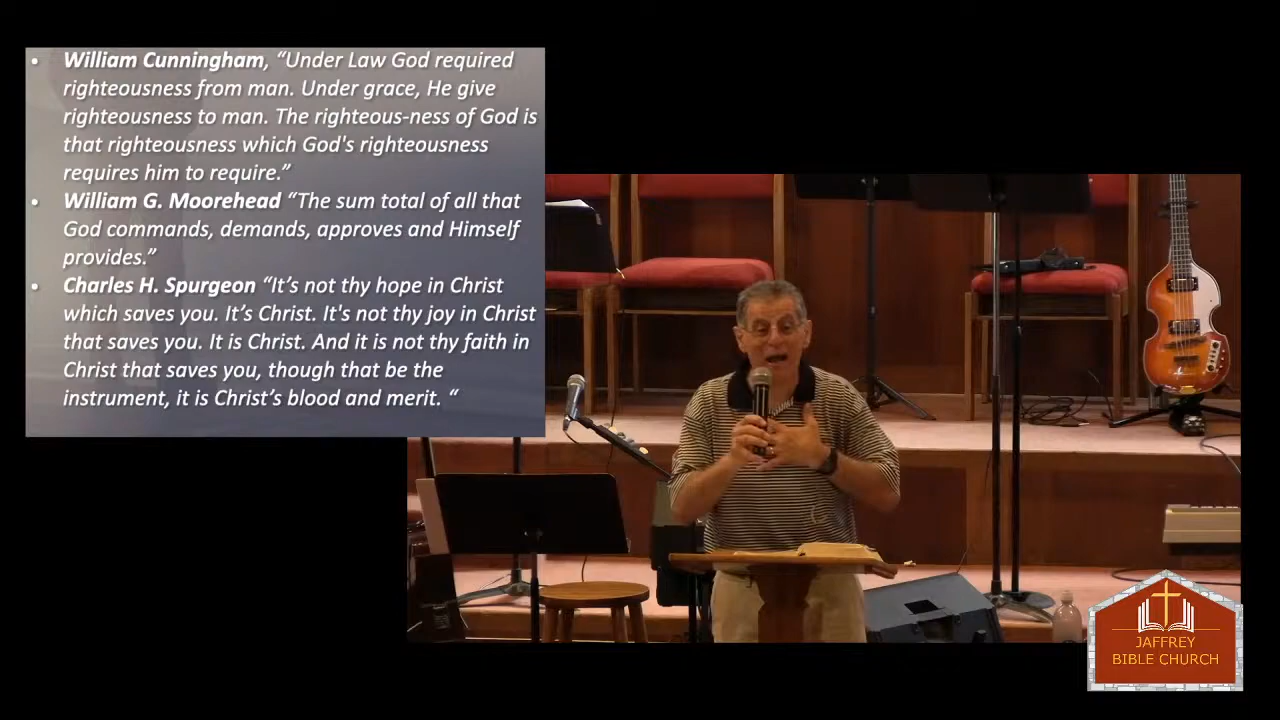 • William Cunningham, “Under Law God required
righteousness from man. Under grace, He give
righteousness to man. The righteous-ness of God is
that righteousness which God's righteousness
requires him to require.”
• William G. Moorehead “The sum total of all that
God commands, demands, approves and Himself
provides.”
• Charles H. Spurgeon “It’s not thy hope in Christ
which saves you. It’s Christ. It's not thy joy in Christ
that saves you. It is Christ. And it is not thy faith in
Christ that saves you, though that be the
instrument, it is Christ’s blood and merit. “
JAFFREY
BIBLE CHURCH